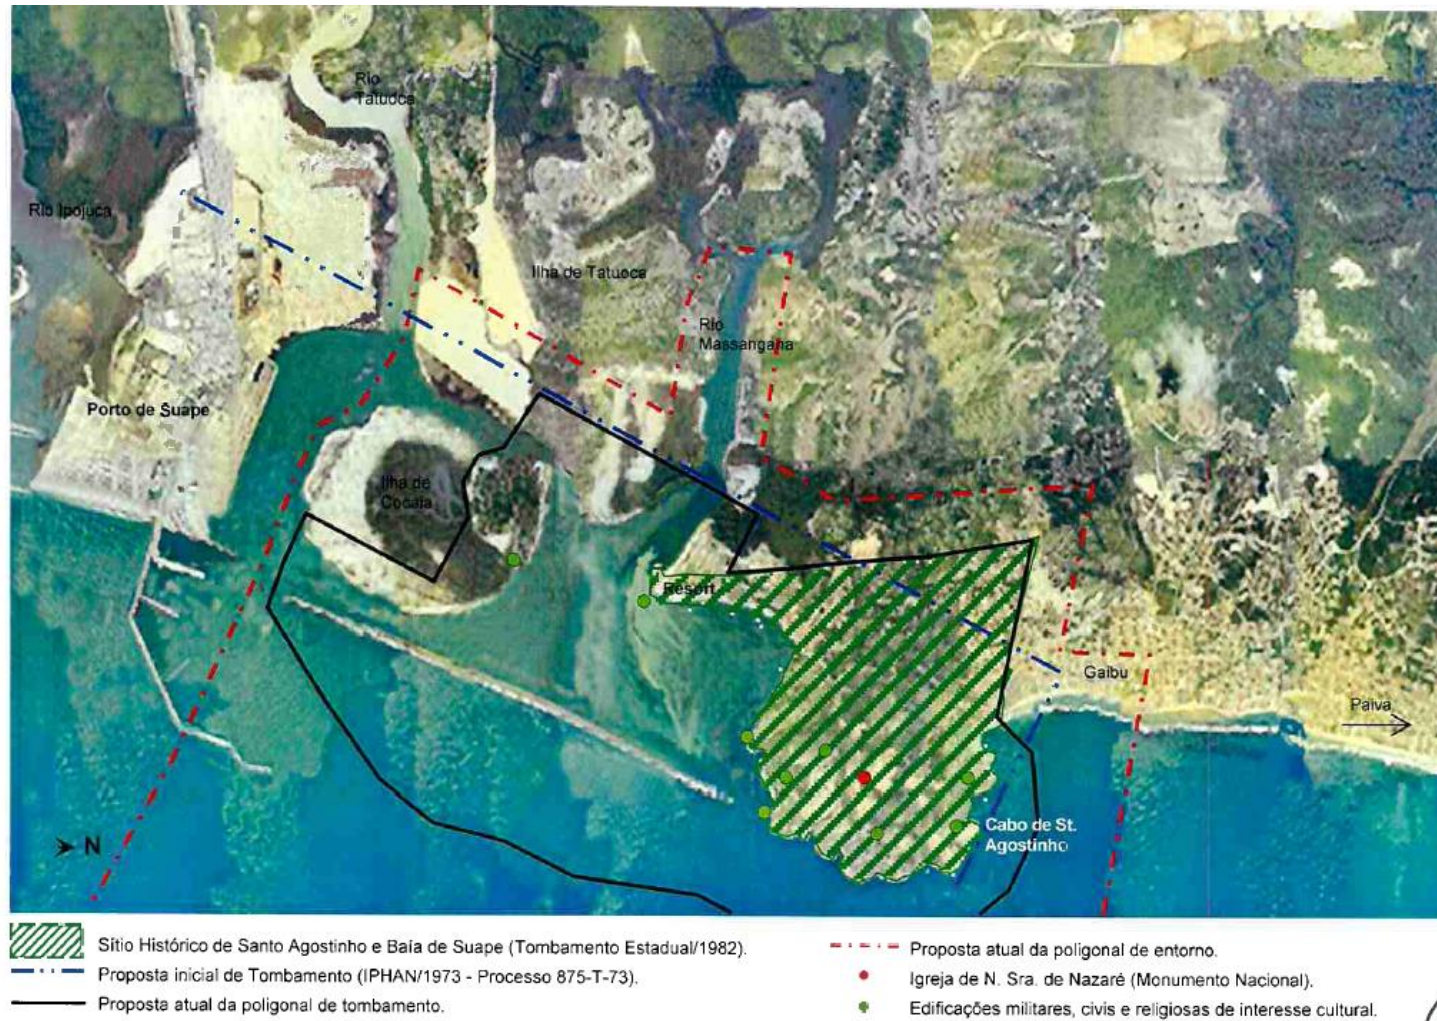 Rio
Tatuoca
Rio Ipojuca
Ilha de Tatuoca
Rio
Massangana
Porto de Suape
Ilha de
Cocaia
Resort
Gaibu
Paiva
Cabo de St.
Agostinho
N
Sítio Histórico de Santo Agostinho e Baía de Suape (Tombamento Estadual/1982).
Proposta inicial de Tombamento (IPHAN/1973 - Processo 875-T-73).
Proposta atual da poligonal de tombamento.
Proposta atual da poligonal de entorno.
Igreja de N. Sra. de Nazaré (Monumento Nacional).
Edificações militares, civis e religiosas de interesse cultural.